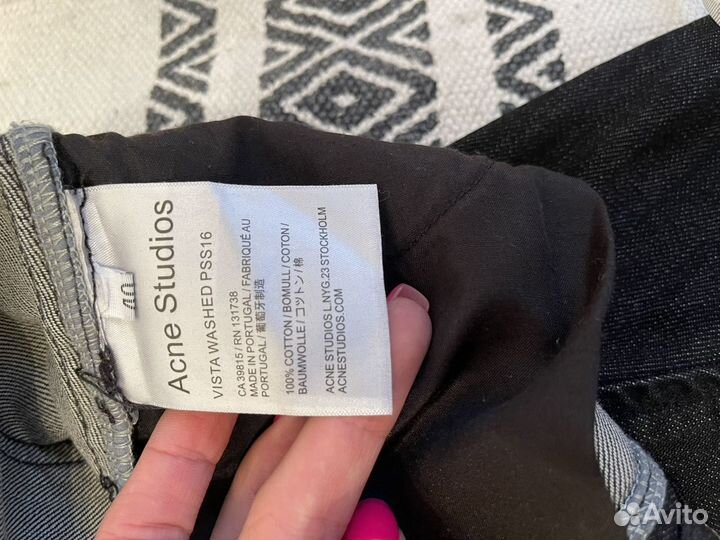 Acne Studios
VISTA WASHED PSS16
CA 39815 / RN 131738
MADE IN PORTUGAL / FABRIQUÉ AU
PORTUGAL / 葡萄牙制造
100% COTTON / BOMULL / COTON /
BAUMWOLLE / コットン / 棉
ACNE STUDIOS L.NYG.23 STOCKHOLM
ACNESTUDIOS.COM
40
Avito